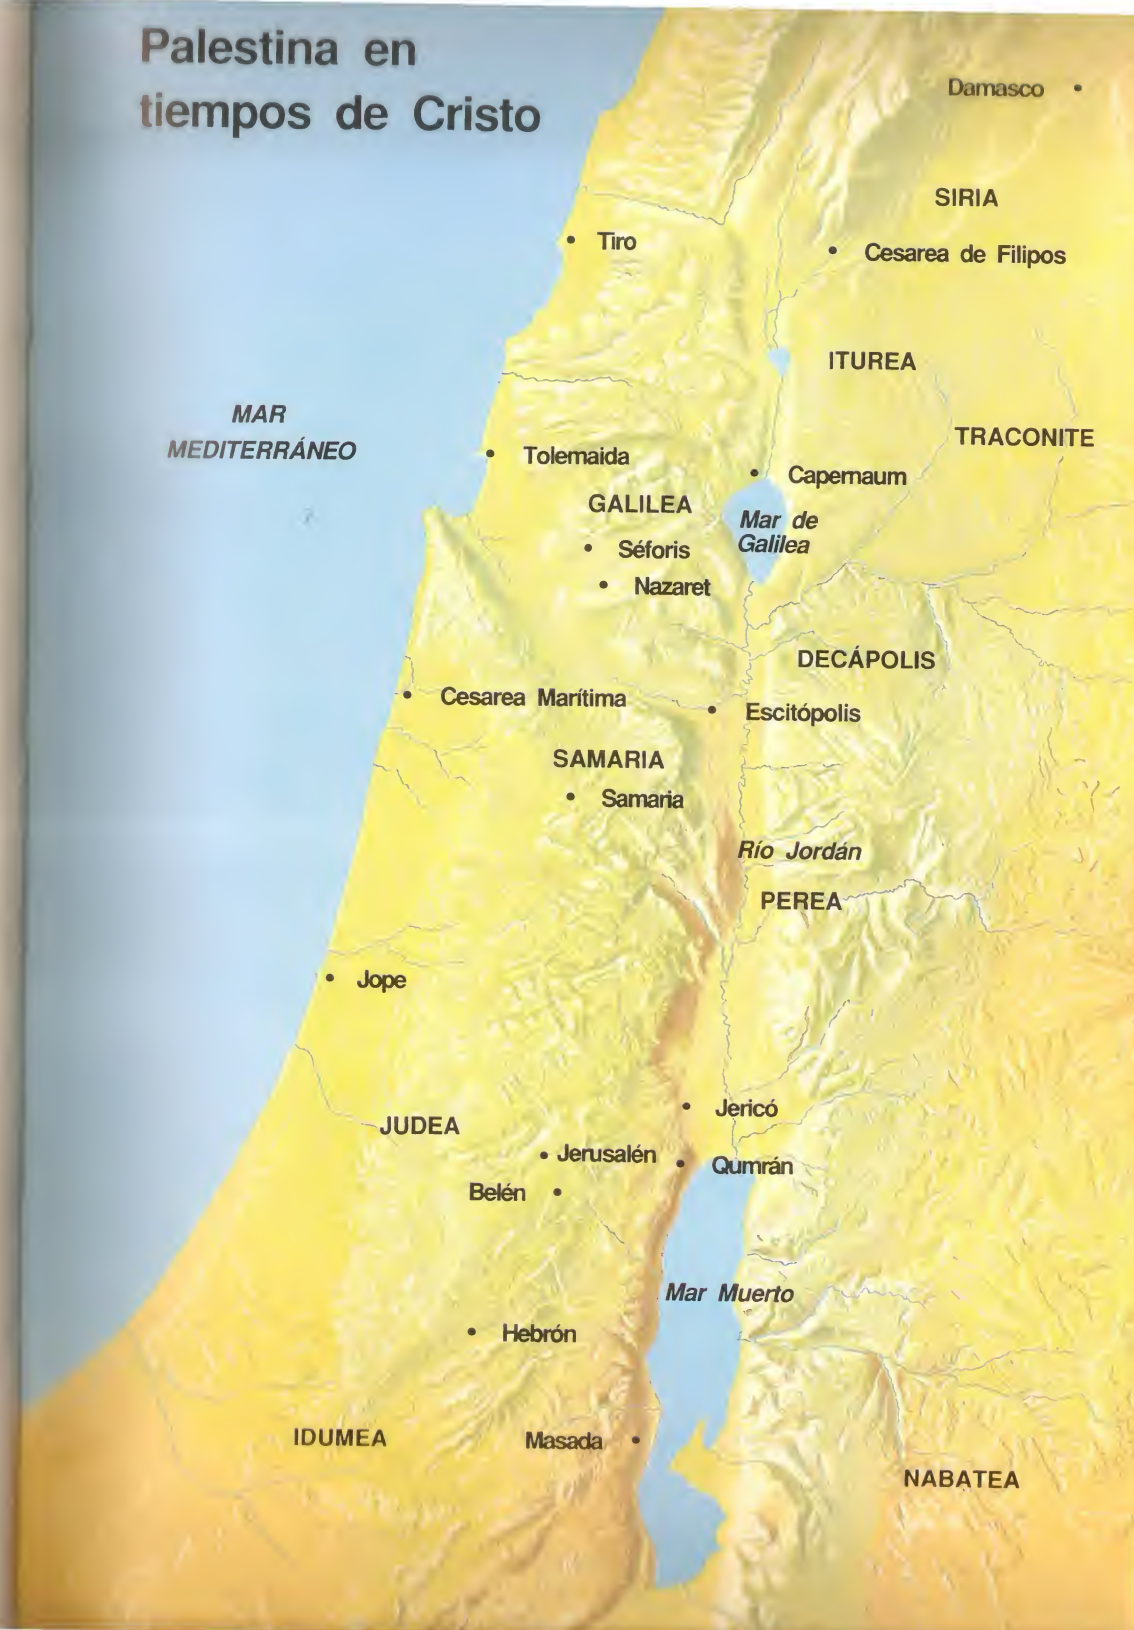 Palestina en
tiempos de Cristo
Damasco
SIRIA
Tiro
Cesarea de Filipos
ITUREA
MAR
MEDITERRÁNEO
TRACONITE
Tolemaida
Capernaum
GALILEA
Mar de
Galilea
Séforis
Nazaret
DECÁPOLIS
Cesarea Marítima
Escitópolis
SAMARIA
Samaria
Río Jordán
PEREA
Jope
Jericó
JUDEA
Jerusalén
Qumrán
Belén
Mar Muerto
Hebrón
IDUMEA
Masada
NABATEA